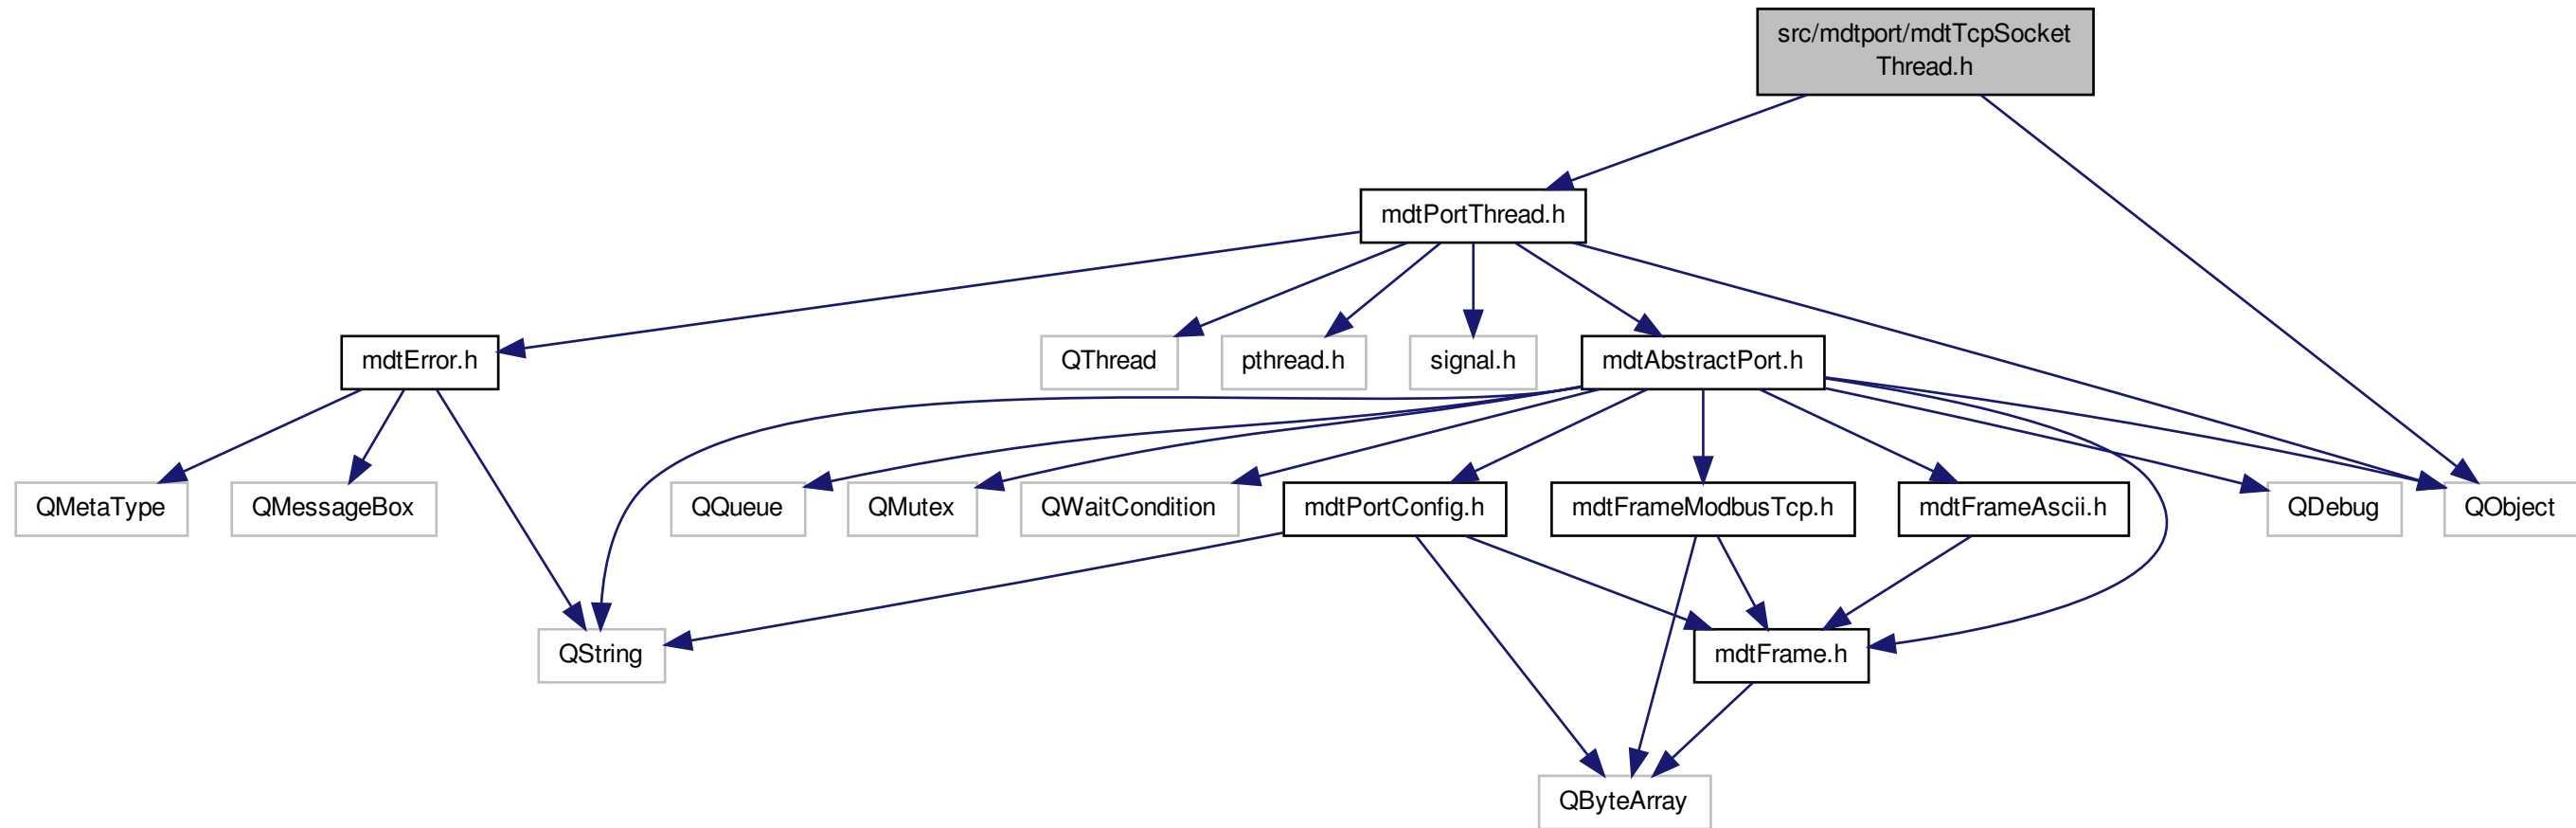 src/mdtport/mdtTcpSocket
Thread.h
mdtPortThread.h
mdtError.h
QThread
pthread.h
signal.h
mdtAbstractPort.h
QMetaType
QMessageBox
QQueue
QMutex
QWaitCondition
mdtPortConfig.h
mdtFrameModbusTcp.h
mdtFrameAscii.h
QDebug
QObject
QString
mdtFrame.h
QByteArray